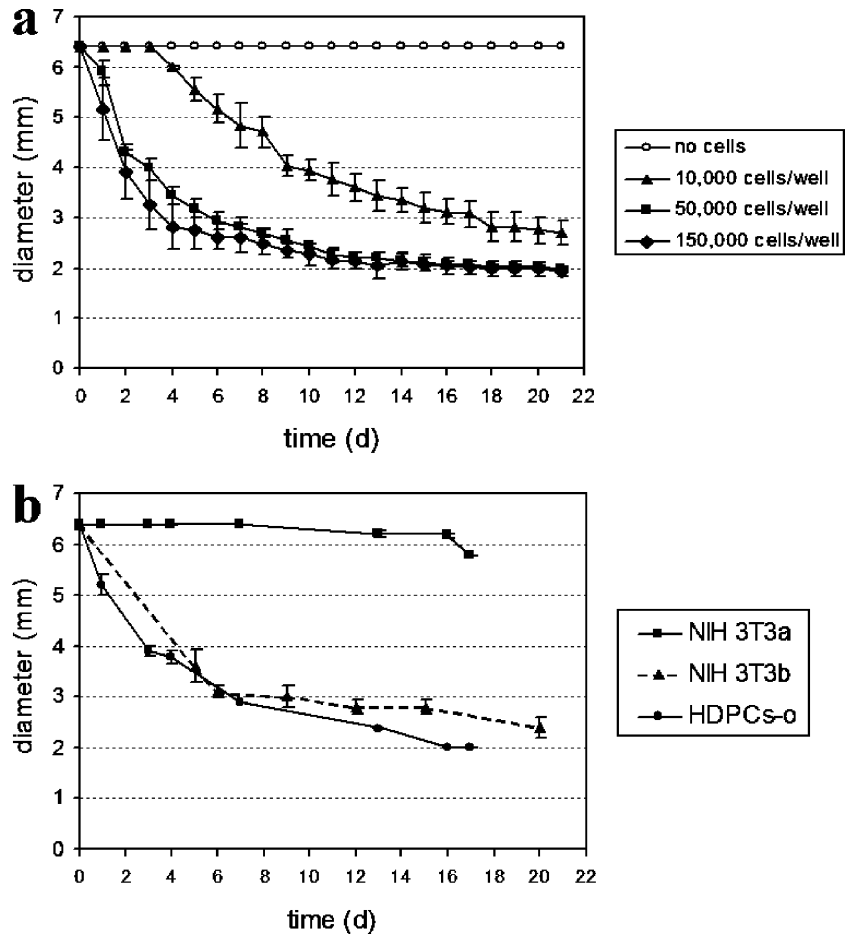 a
7
6
5
4
3
2
1
0
diameter (mm)
0 2 4 6 8 10 12 14 16 18 20 22
time (d)
no cells
10,000 cells/well
50,000 cells/well
150,000 cells/well
b
7
6
5
4
3
2
1
0
diameter (mm)
0 2 4 6 8 10 12 14 16 18 20 22
time (d)
NIH 3T3a
NIH 3T3b
HDPCs-o